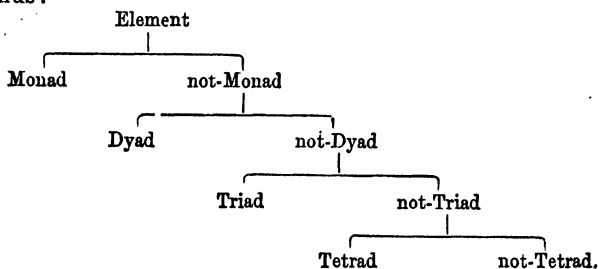 Element
Monad not-Monad
Dyad not-Dyad
Triad not-Triad
Tetrad not-Tetrad.